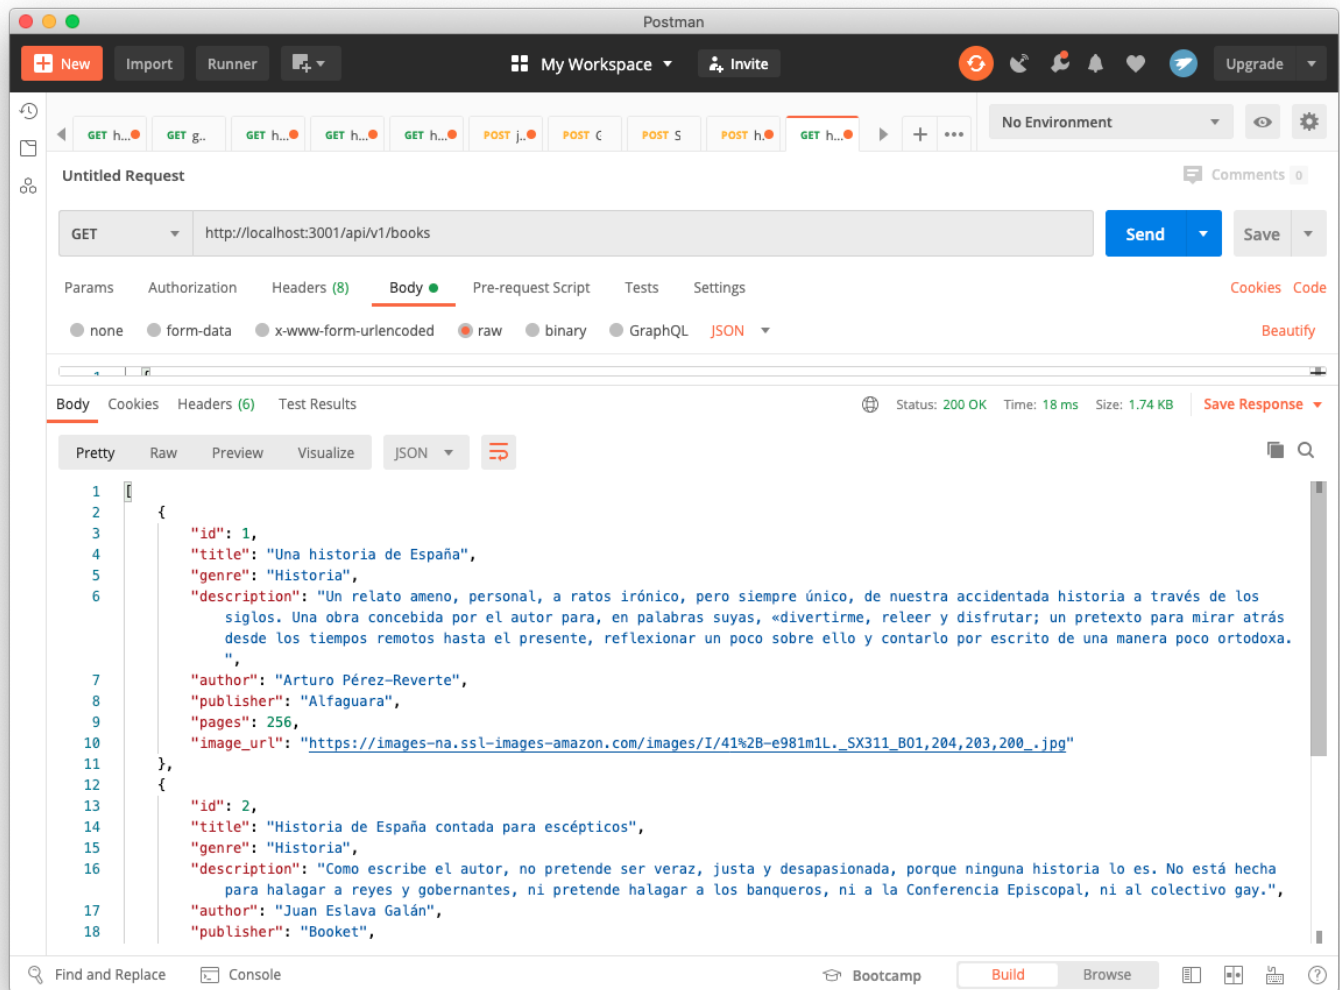 Postman
New Import Runner My Workspace Invite Upgrade
GET h... GET g.. GET h... GET h... GET h... POST j.. POST C POST S POST h. GET h... No Environment
Untitled Request Comments 0
GET http://localhost:3001/api/v1/books Send Save
Params Authorization Headers (8) Body Pre-request Script Tests Settings Cookies Code
none form-data x-www-form-urlencoded raw binary GraphQL JSON Beautify
Body Cookies Headers (6) Test Results Status: 200 OK Time: 18 ms Size: 1.74 KB Save Response
Pretty Raw Preview Visualize JSON
1 [
2 {
3 "id": 1,
4 "title": "Una historia de España",
5 "genre": "Historia",
6 "description": "Un relato ameno, personal, a ratos irónico, pero siempre único, de nuestra accidentada historia a través de los
siglos. Una obra concebida por el autor para, en palabras suyas, «divertirme, releer y disfrutar; un pretexto para mirar atrás
desde los tiempos remotos hasta el presente, reflexionar un poco sobre ello y contarlo por escrito de una manera poco ortodoxa.
",
7 "author": "Arturo Pérez-Reverte",
8 "publisher": "Alfaguara",
9 "pages": 256,
10 "image_url": "https://images-na.ssl-images-amazon.com/images/I/41%2B-e981m1L._SX311_BO1,204,203,200_.jpg"
11 },
12 {
13 "id": 2,
14 "title": "Historia de España contada para escépticos",
15 "genre": "Historia",
16 "description": "Como escribe el autor, no pretende ser veraz, justa y desapasionada, porque ninguna historia lo es. No está hecha
para halagar a reyes y gobernantes, ni pretende halagar a los banqueros, ni a la Conferencia Episcopal, ni al colectivo gay.",
17 "author": "Juan Eslava Galán",
18 "publisher": "Booket",
Find and Replace Console Bootcamp Build Browse